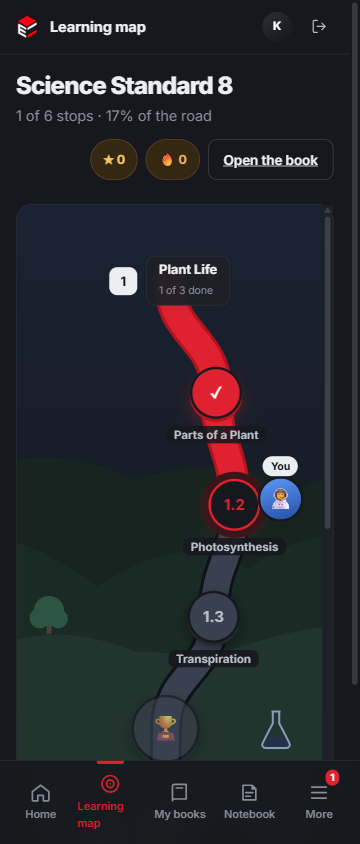 Learning map
K
Science Standard 8
1 of 6 stops · 17% of the road
★ 0
🔥 0
Open the book
1
Plant Life
1 of 3 done
✓
Parts of a Plant
You
1.2
Photosynthesis
1.3
Transpiration
Home
Learning
map
My books
Notebook
1
More